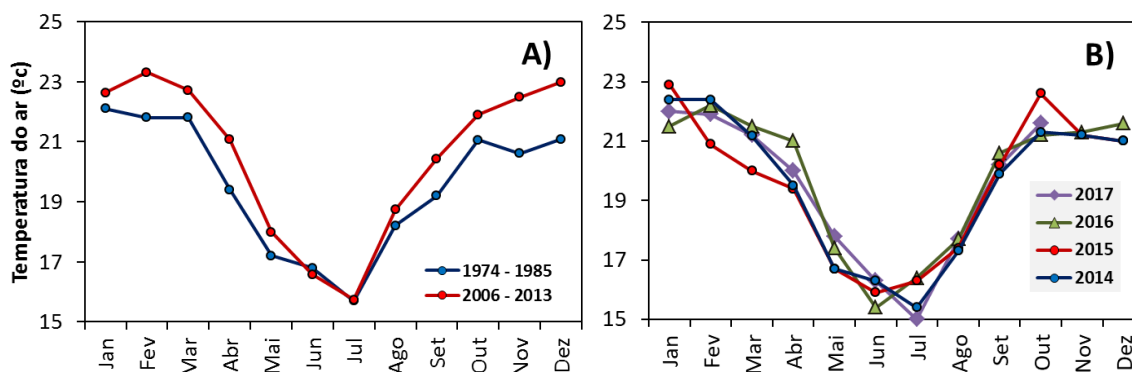 A)
Temperatura do ar (ºc)
25
23
21
19
17
15
1974 - 1985
2006 - 2013
Jan
Fev
Mar
Abr
Mai
Jun
Jul
Ago
Set
Out
Nov
Dez
B)
25
23
21
19
17
15
2017
2016
2015
2014
Jan
Fev
Mar
Abr
Mai
Jun
Jul
Ago
Set
Out
Nov
Dez